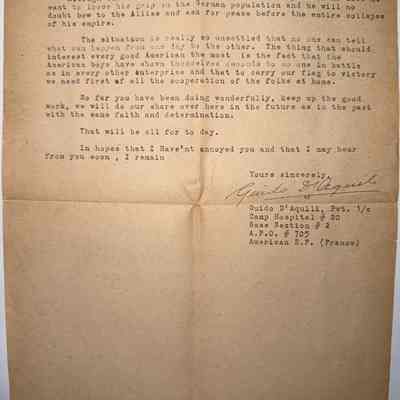 want to loose his grip on the German population and he will no
doubt bow to the Allies and ask for peace before the entire collapse
of his empire.
The situation is really so unsettled that no one can tell
what can happen from one day to the other. The thing that should
interest every good American the most is the fact that the
American boys have shown themselves seconds to no one in battle
as in every other enterprise and that to carry our flag to victory
we need first of all the cooperation of the folks at home.
So far you have been doing wonderfully, keep up the good
work, we will do our share over here in the future as in the past
with the same faith and determination.
That will be all for to day.
In hopes that I Have'nt annoyed you and that I may hear
from you soon , I remain
Yours sincerely,
Guido D'Aquili
Guido D'Aquili, Pvt. 1/c
Camp Hospital # 20
Base Section # 2
A.P.O. # 705
American E.F. (France)